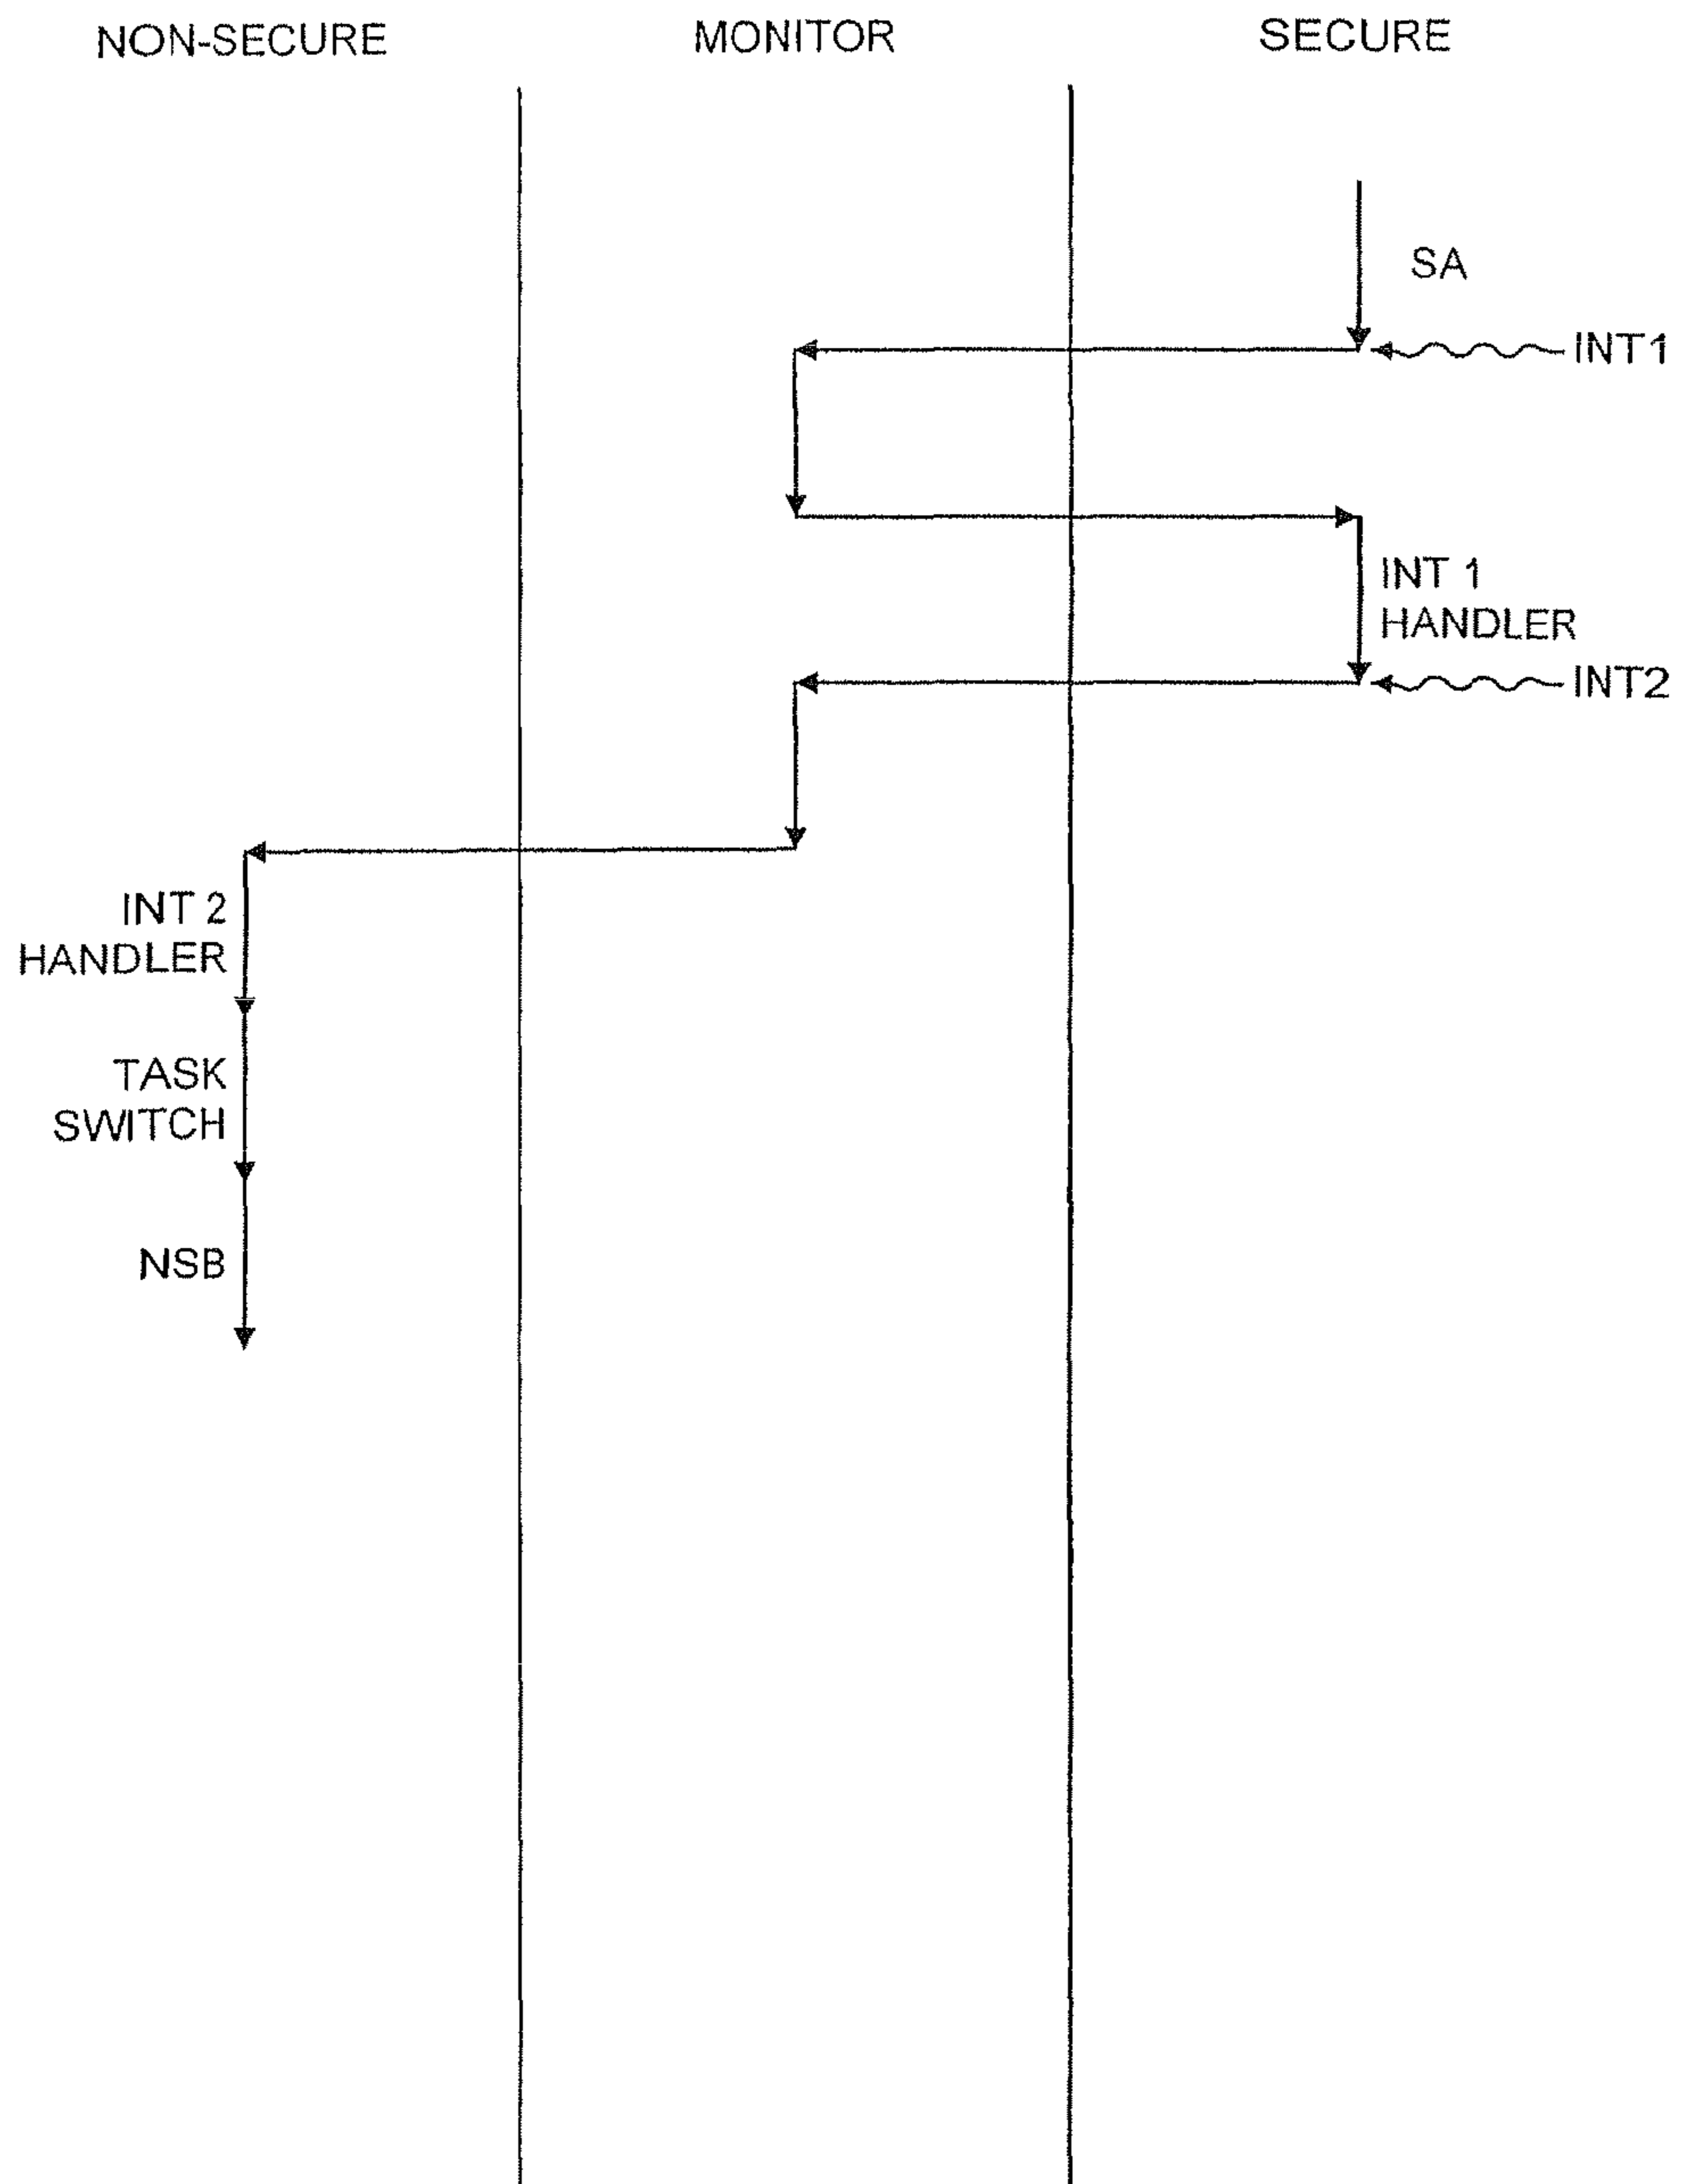 NON-SECURE
MONITOR
SECURE
SA
INT1
INT 1
HANDLER
INT2
INT 2
HANDLER
TASK
SWITCH
NSB